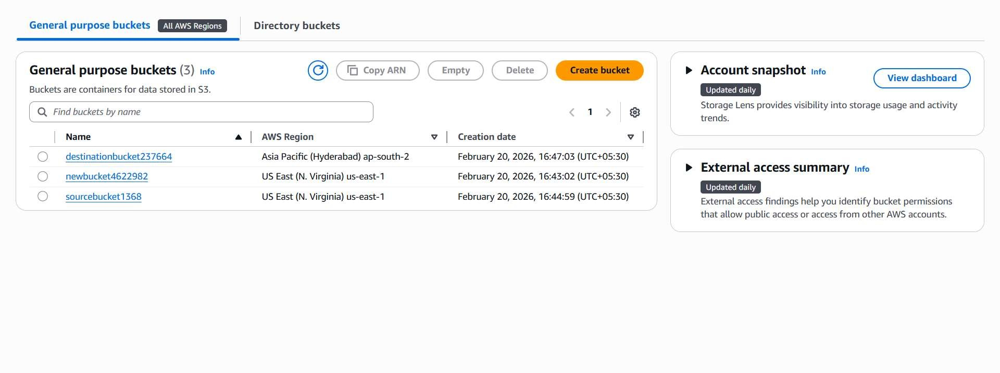 General purpose buckets All AWS Regions Directory buckets
General purpose buckets (3) Info
Copy ARN Empty Delete Create bucket
Buckets are containers for data stored in S3.
Find buckets by name
1
Name AWS Region Creation date
destinationbucket237664 Asia Pacific (Hyderabad) ap-south-2 February 20, 2026, 16:47:03 (UTC+05:30)
newbucket4622982 US East (N. Virginia) us-east-1 February 20, 2026, 16:43:02 (UTC+05:30)
sourcebucket1368 US East (N. Virginia) us-east-1 February 20, 2026, 16:44:59 (UTC+05:30)
Account snapshot Info
View dashboard
Updated daily
Storage Lens provides visibility into storage usage and activity
trends.
External access summary Info
Updated daily
External access findings help you identify bucket permissions
that allow public access or access from other AWS accounts.